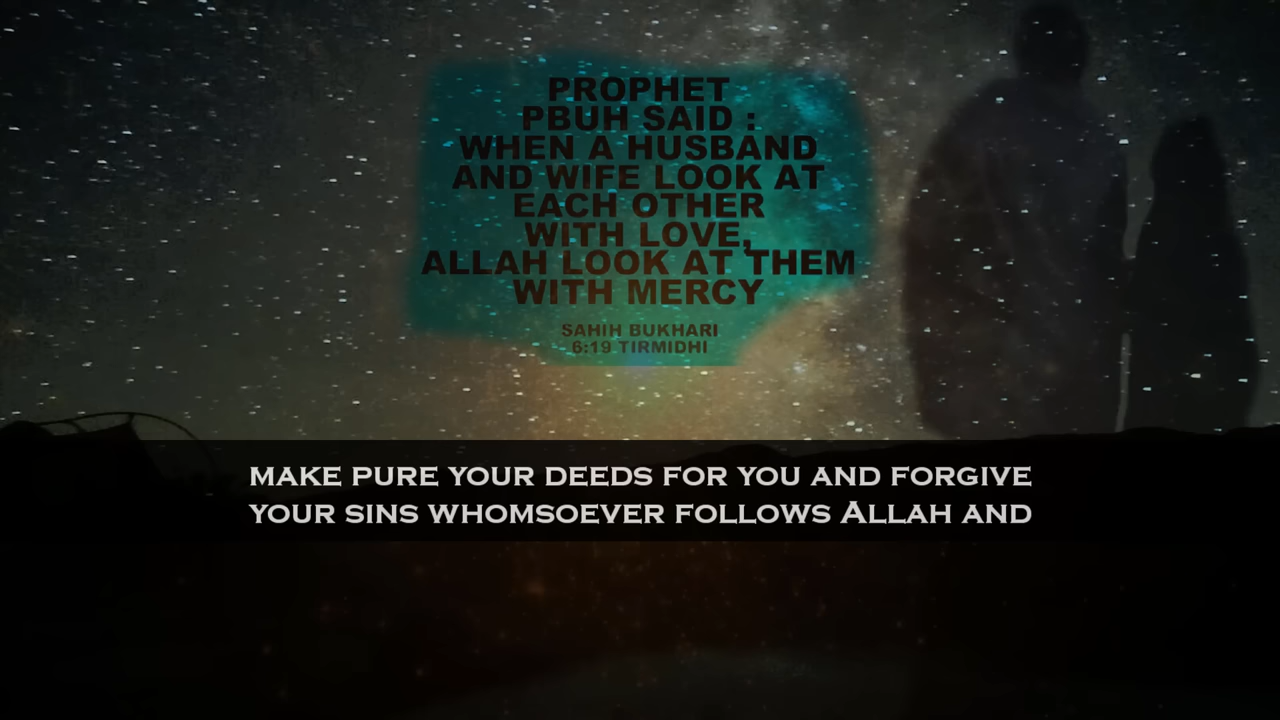 PROPHET
PBUH SAID :
WHEN A HUSBAND
AND WIFE LOOK AT
EACH OTHER
WITH LOVE,
ALLAH LOOK AT THEM
WITH MERCY
SAHIH BUKHARI
6:19 TIRMIDHI
MAKE PURE YOUR DEEDS FOR YOU AND FORGIVE
YOUR SINS WHOMSOEVER FOLLOWS ALLAH AND